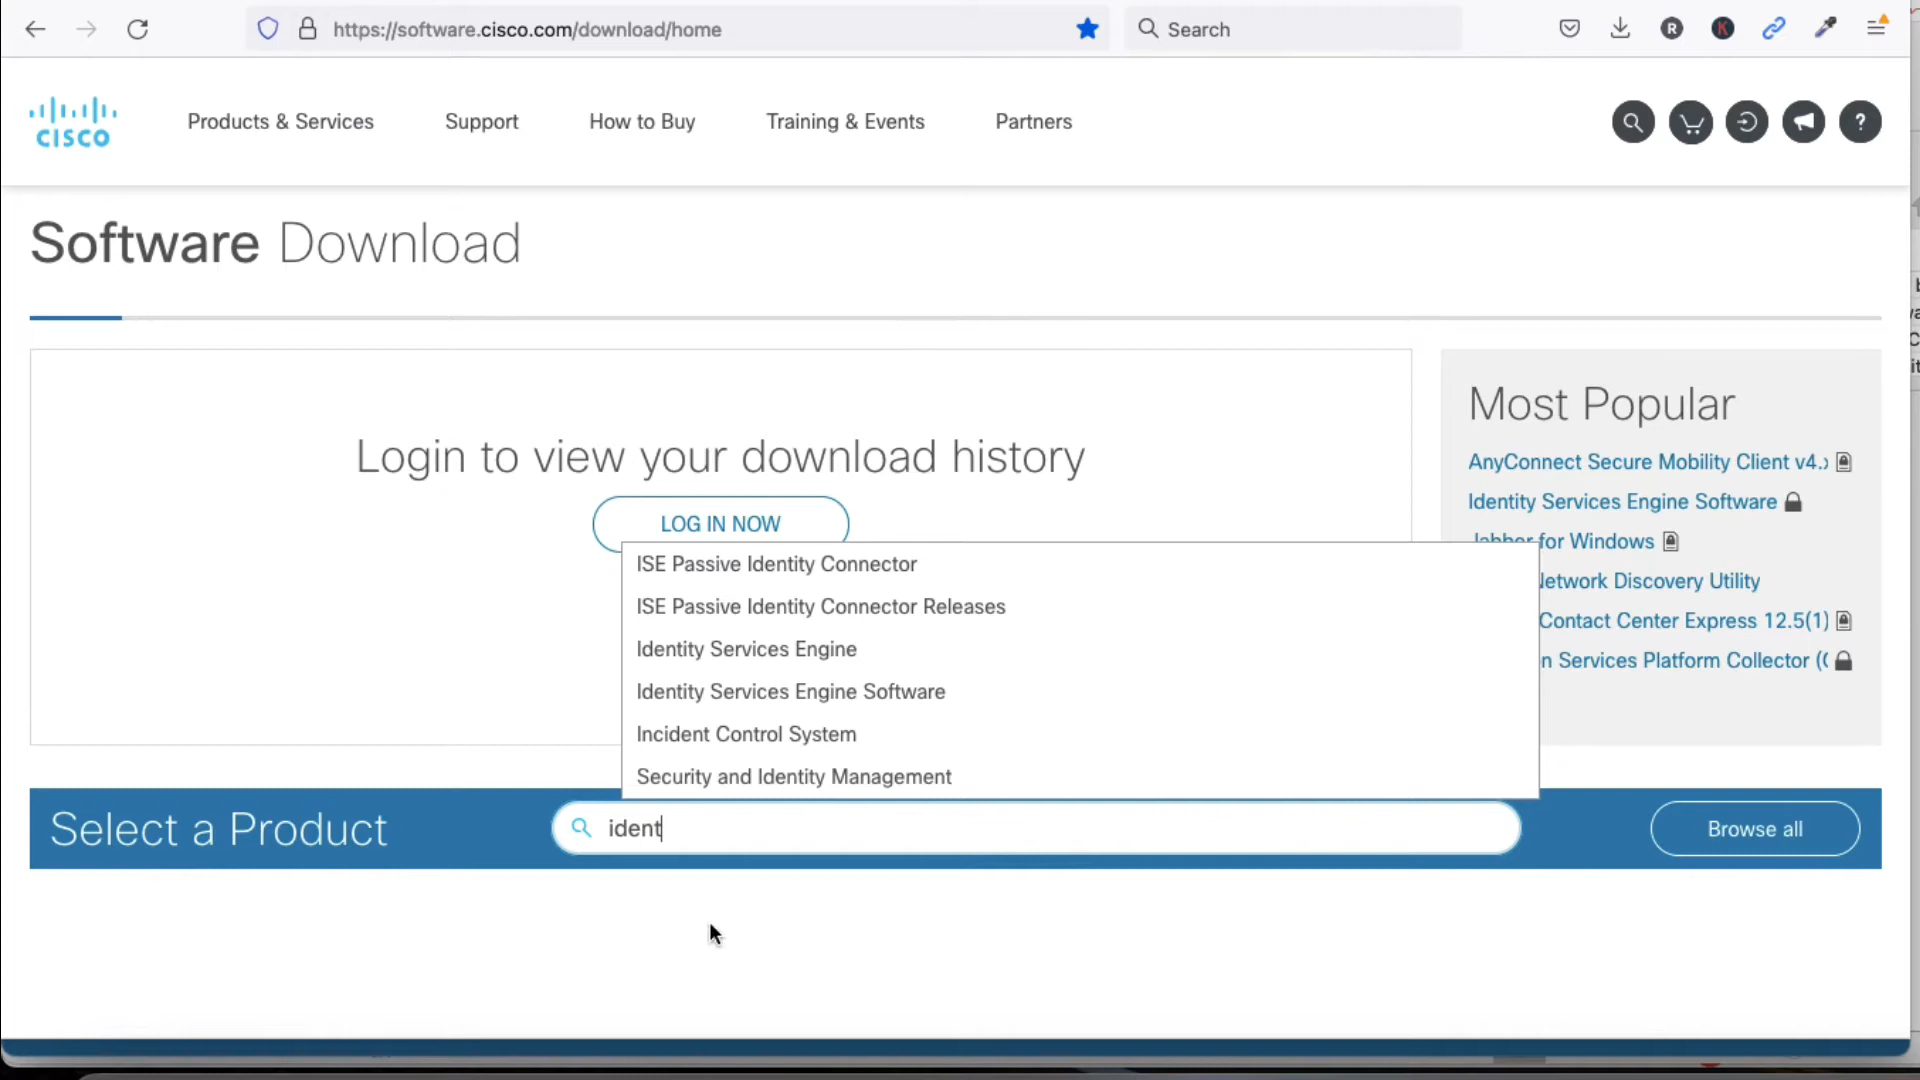 https://software.cisco.com/download/home
Search
R
K
CISCO
Products & Services
Support
How to Buy
Training & Events
Partners
?
Software Download
Login to view your download history
LOG IN NOW
Most Popular
AnyConnect Secure Mobility Client v4.
Identity Services Engine Software
Jabber for Windows
Network Discovery Utility
Contact Center Express 12.5(1)
n Services Platform Collector (
ISE Passive Identity Connector
ISE Passive Identity Connector Releases
Identity Services Engine
Identity Services Engine Software
Incident Control System
Security and Identity Management
Select a Product
ident
Browse all